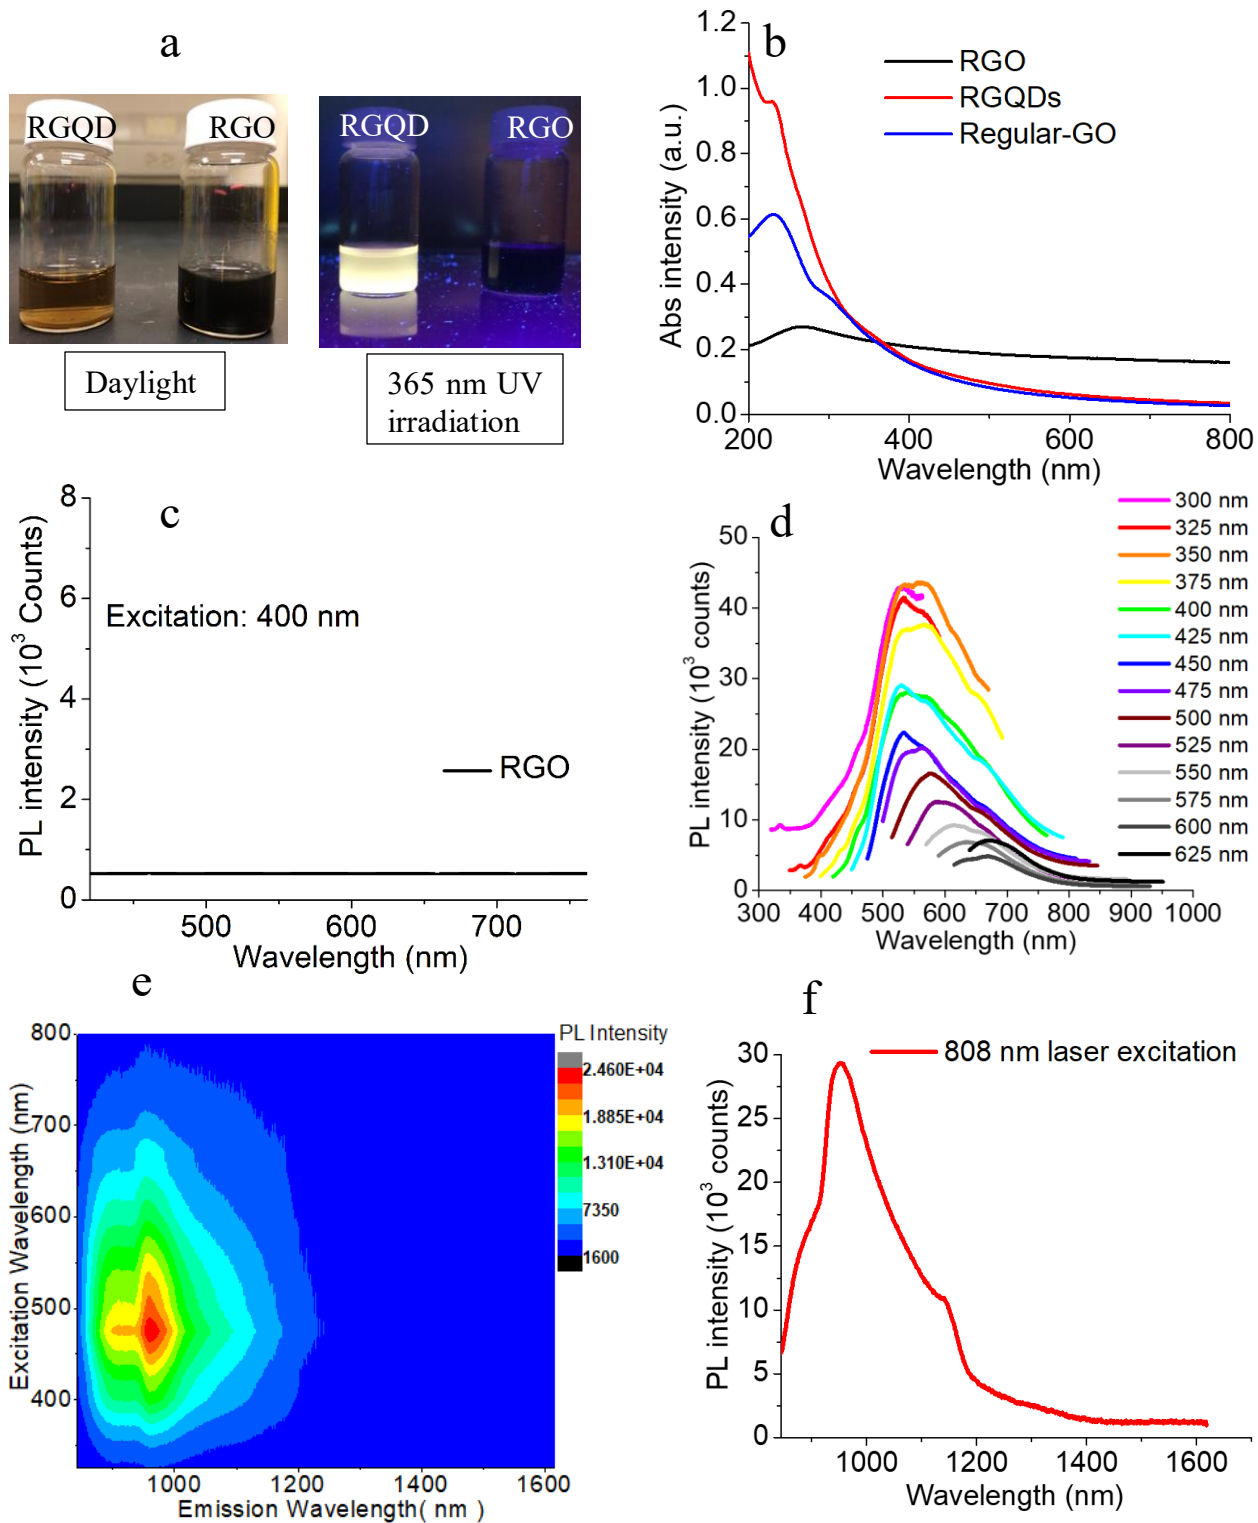 a
RGQD
RGO
RGQD
RGO
Daylight
365 nm UV
irradiation
b
1.2
1.0
0.8
0.6
0.4
0.2
0.0
Abs intensity (a.u.)
RGO
RGQDs
Regular-GO
200
400
600
800
Wavelength (nm)
c
8
6
4
2
0
PL intensity (10³ Counts)
Excitation: 400 nm
RGO
500
600
700
Wavelength (nm)
d
50
40
30
20
10
0
PL intensity (10³ counts)
300 nm
325 nm
350 nm
375 nm
400 nm
425 nm
450 nm
475 nm
500 nm
525 nm
550 nm
575 nm
600 nm
625 nm
300 400 500 600 700 800 900 1000
Wavelength (nm)
e
800
700
600
500
400
Excitation Wavelength (nm)
PL Intensity
2.460E+04
1.885E+04
1.310E+04
7350
1600
1000
1200
1400
1600
Emission Wavelength( nm )
f
30
25
20
15
10
5
0
PL intensity (10³ counts)
808 nm laser excitation
1000
1200
1400
1600
Wavelength (nm)